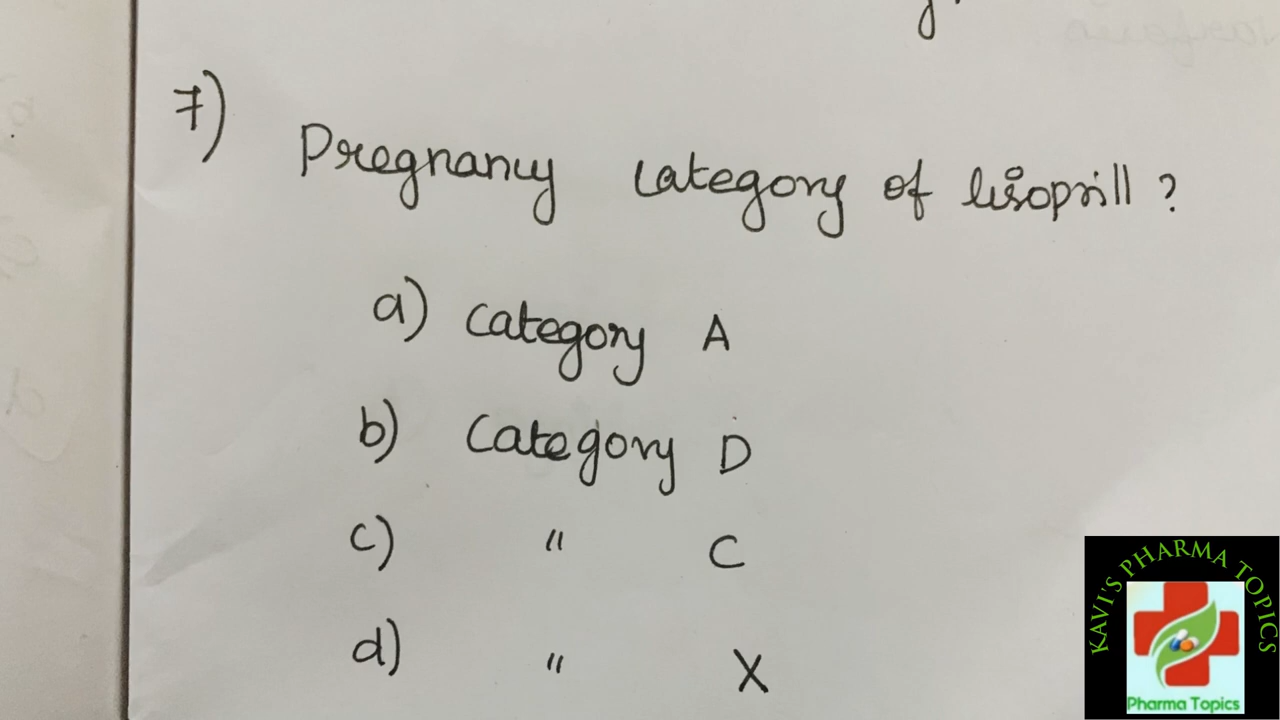 7)
Pregnancy category of lisoprill ?
a) category A
b) category D
c) " C
d) " X
KAVI'S PHARMA TOPICS
Pharma Topics